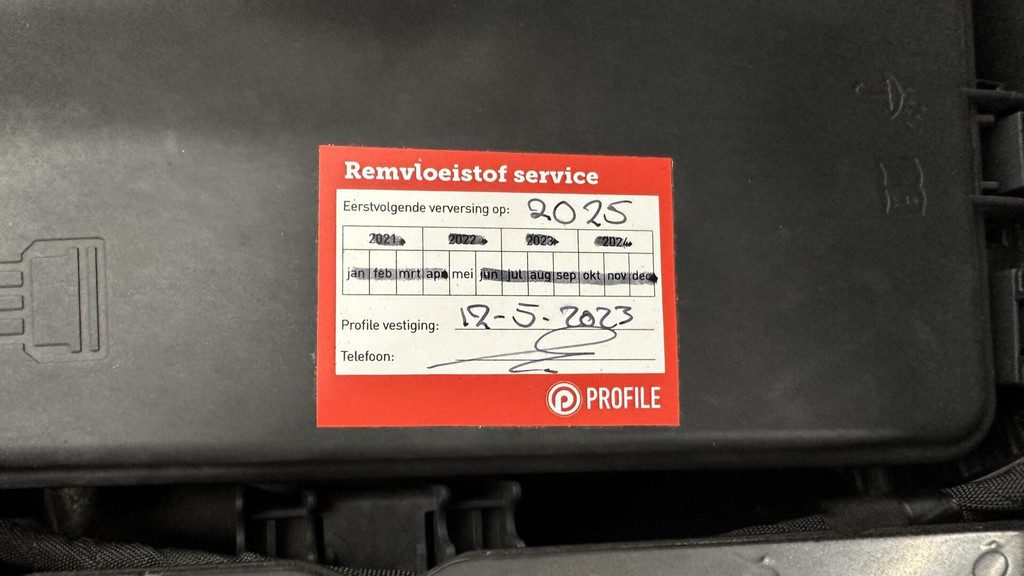 Remvloeistof service
Eerstvolgende verversing op: 2025
2021 2022 2023 2024
jan feb mrt apr mei jun jul aug sep okt nov dec
Profile vestiging: 12-5-2023
Telefoon:
PROFILE